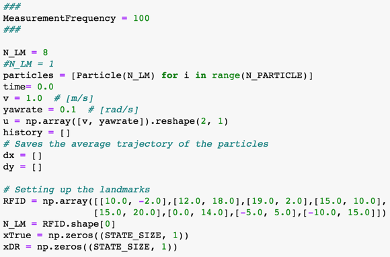 ###
MeasurementFrequency = 100
###
N_LM = 8
#N_LM = 1
particles = [Particle(N_LM) for i in range(N_PARTICLE)]
time= 0.0
v = 1.0  # [m/s]
yawrate = 0.1  # [rad/s]
u = np.array([v, yawrate]).reshape(2, 1)
history = []
# Saves the average trajectory of the particles
dx = []
dy = []
# Setting up the landmarks
RFID = np.array([[10.0, -2.0],[12.0, 18.0],[19.0, 2.0],[15.0, 10.0],
[15.0, 20.0],[0.0, 14.0],[-5.0, 5.0],[-10.0, 15.0]])
N_LM = RFID.shape[0]
xTrue = np.zeros((STATE_SIZE, 1))
xDR = np.zeros((STATE_SIZE, 1))